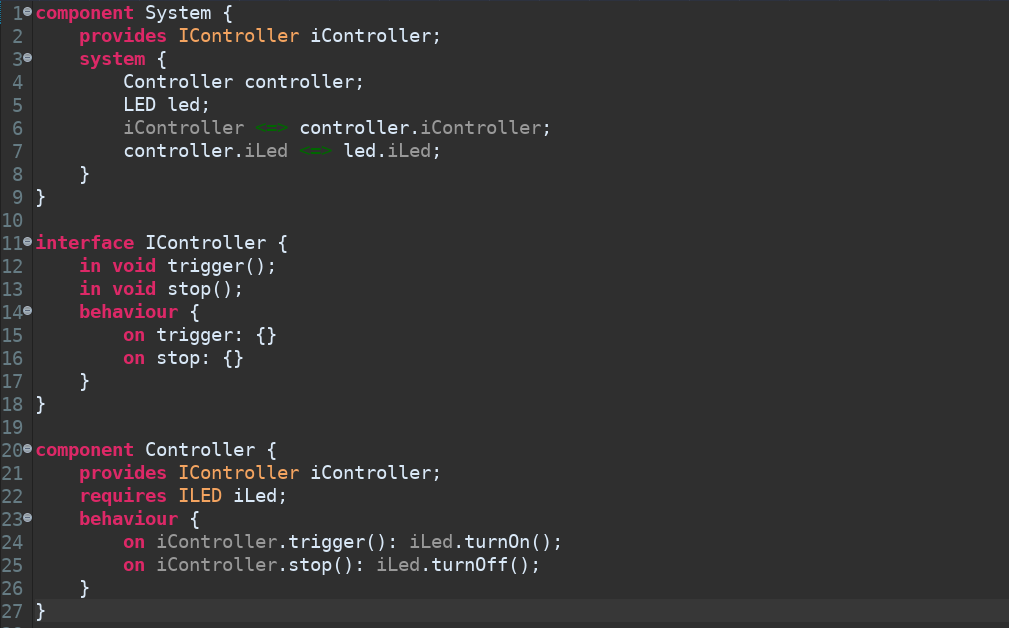 1 component System {
2     provides IController iController;
3     system {
4         Controller controller;
5         LED led;
6         iController <=> controller.iController;
7         controller.iLed <=> led.iLed;
8     }
9 }
10
11 interface IController {
12     in void trigger();
13     in void stop();
14     behaviour {
15         on trigger: {}
16         on stop: {}
17     }
18 }
19
20 component Controller {
21     provides IController iController;
22     requires ILED iLed;
23     behaviour {
24         on iController.trigger(): iLed.turnOn();
25         on iController.stop(): iLed.turnOff();
26     }
27 }